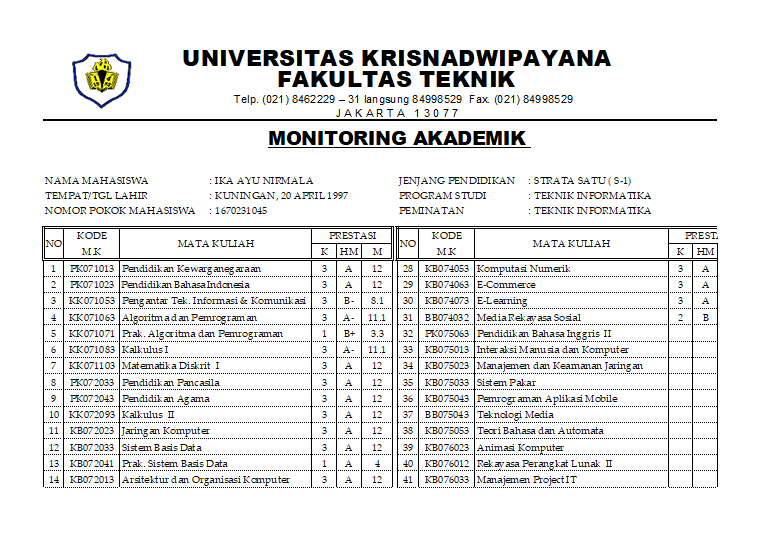 UNIVERSITAS KRISNADWIPAYANA
FAKULTAS TEKNIK
Telp. (021) 8462229 – 31 langsung 84998529 Fax. (021) 84998529
JAKARTA 13077
MONITORING AKADEMIK
NAMA MAHASISWA : IKA AYU NIRMALA JENJANG PENDIDIKAN : STRATA SATU ( S-1)
TEMPAT/TGL LAHIR : KUNINGAN, 20 APRIL 1997 PROGRAM STUDI : TEKNIK INFORMATIKA
NOMOR POKOK MAHASISWA : 1670231045 PEMINATAN : TEKNIK INFORMATIKA
NO KODE M.K MATA KULIAH PRESTASI NO KODE M.K MATA KULIAH PRESTA
K HM M K HM
1 PK071013 Pendidikan Kewarganegaraan 3 A 12 28 KB074053 Komputasi Numerik 3 A
2 PK071023 Pendidikan Bahasa Indonesia 3 A 12 29 KB074063 E-Commerce 3 A
3 KK071053 Pengantar Tek. Informasi & Komunikasi 3 B- 8.1 30 KB074073 E-Learning 3 A
4 KK071063 Algoritma dan Pemrograman 3 A- 11.1 31 BB074032 Media Rekayasa Sosial 2 B
5 KK071071 Prak. Algoritma dan Pemrograman 1 B+ 3.3 32 PK075063 Pendidikan Bahasa Inggris II
6 KK071083 Kalkulus I 3 A- 11.1 33 KB075013 Interaksi Manusia dan Komputer
7 KK071103 Matematika Diskrit I 3 A 12 34 KB075023 Manajemen dan Keamanan Jaringan
8 PK072033 Pendidikan Pancasila 3 A 12 35 KB075033 Sistem Pakar
9 PK072043 Pendidikan Agama 3 A 12 36 KB075043 Pemrograman Aplikasi Mobile
10 KK072093 Kalkulus II 3 A 12 37 BB075043 Teknologi Media
11 KB072023 Jaringan Komputer 3 A 12 38 KB075053 Teori Bahasa dan Automata
12 KB072033 Sistem Basis Data 3 A 12 39 KB076023 Animasi Komputer
13 KB072041 Prak. Sistem Basis Data 1 A 4 40 KB076012 Rekayasa Perangkat Lunak II
14 KB072013 Arsitektur dan Organisasi Komputer 3 A 12 41 KB076033 Manajemen Project IT